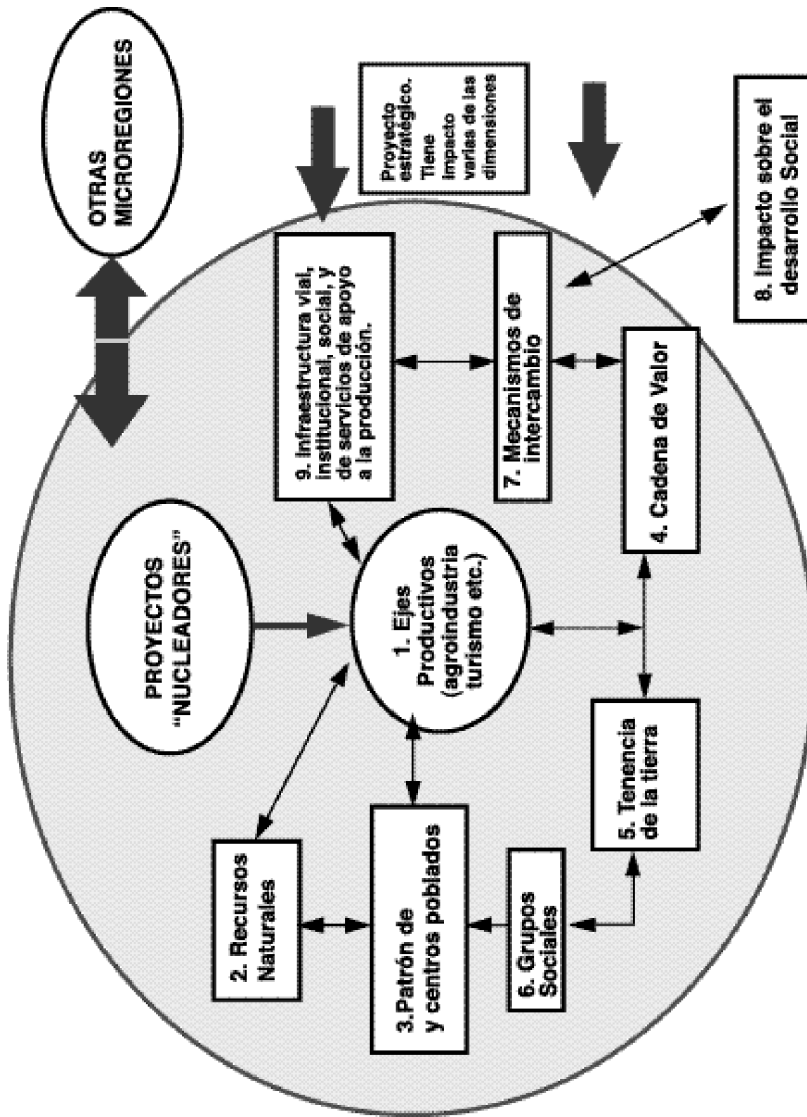 OTRAS
MICROREGIONES
PROYECTOS
“NUCLEADORES”
2. Recursos
Naturales
9. Infraestructura vial,
institucional, social, y
de servicios de apoyo
a la producción.
Proyecto
estratégico.
Tiene
Impacto
varias de las
dimensiones
1. Ejes
Productivos
(agroindustria
turismo etc.)
3.Patrón de
y centros poblados
7. Mecanismos de
intercambio
6. Grupos
Sociales
5. Tenencia
de la tierra
4. Cadena de Valor
8. Impacto sobre el
desarrollo Social